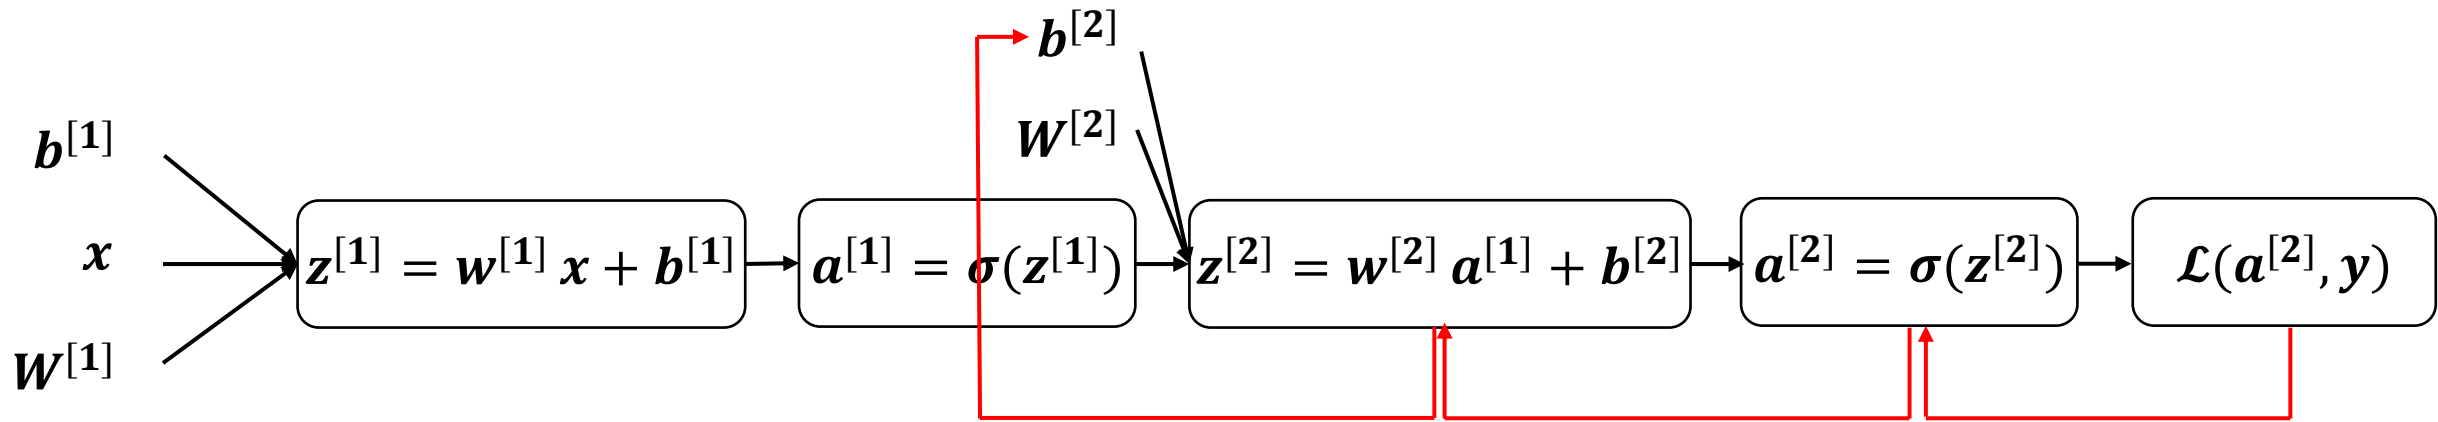 b^[2]
W^[2]
b^[1]
x
W^[1]
z^[1] = w^[1] x + b^[1]
a^[1] = σ(z^[1])
z^[2] = w^[2] a^[1] + b^[2]
a^[2] = σ(z^[2])
ℒ(a^[2], y)